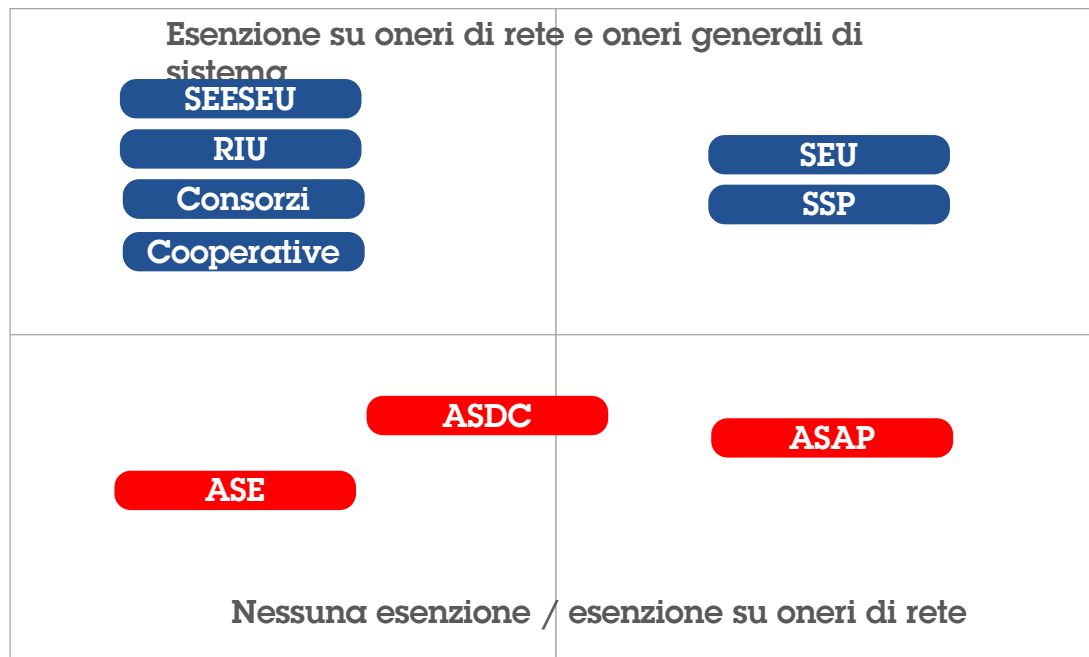 Esenzione su oneri di rete e oneri generali di
sistema
SEESEU
RIU
Consorzi
Cooperative
SEU
SSP
ASDC
ASAP
ASE
Nessuna esenzione / esenzione su oneri di rete